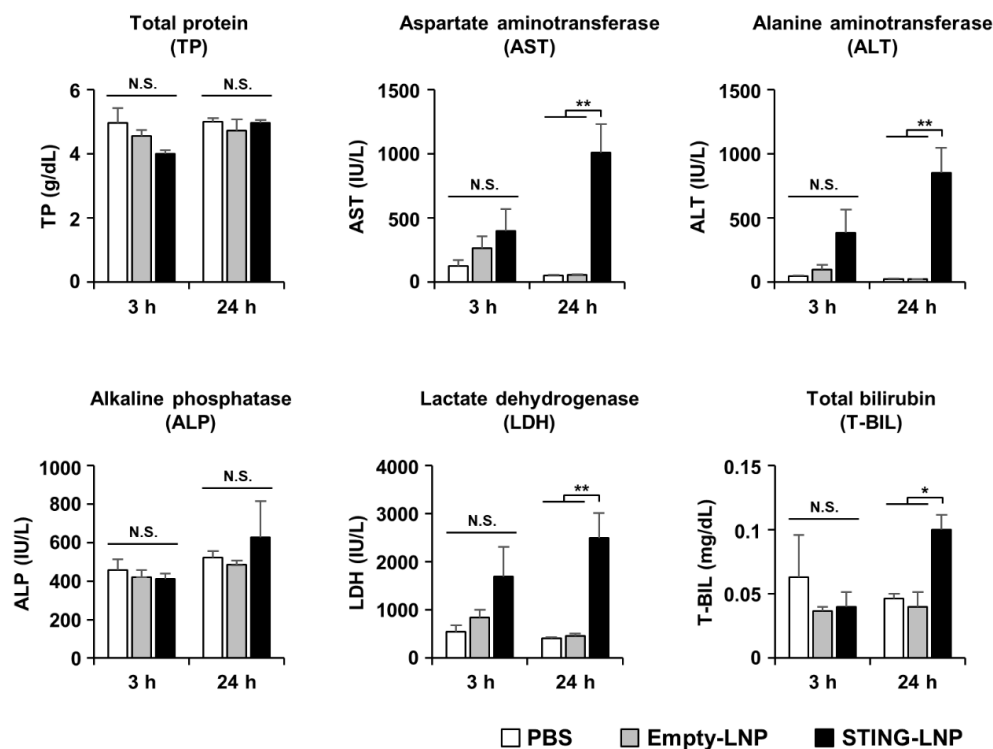 Total protein
(TP)
TP (g/dL)
6
4
2
0
N.S.
N.S.
3 h
24 h
Aspartate aminotransferase
(AST)
AST (IU/L)
1500
1000
500
0
N.S.
**
3 h
24 h
Alanine aminotransferase
(ALT)
ALT (IU/L)
1500
1000
500
0
N.S.
**
3 h
24 h
Alkaline phosphatase
(ALP)
ALP (IU/L)
1000
800
600
400
200
0
N.S.
N.S.
3 h
24 h
Lactate dehydrogenase
(LDH)
LDH (IU/L)
4000
3000
2000
1000
0
N.S.
**
3 h
24 h
Total bilirubin
(T-BIL)
T-BIL (mg/dL)
0.15
0.1
0.05
0
N.S.
*
3 h
24 h
PBS
Empty-LNP
STING-LNP